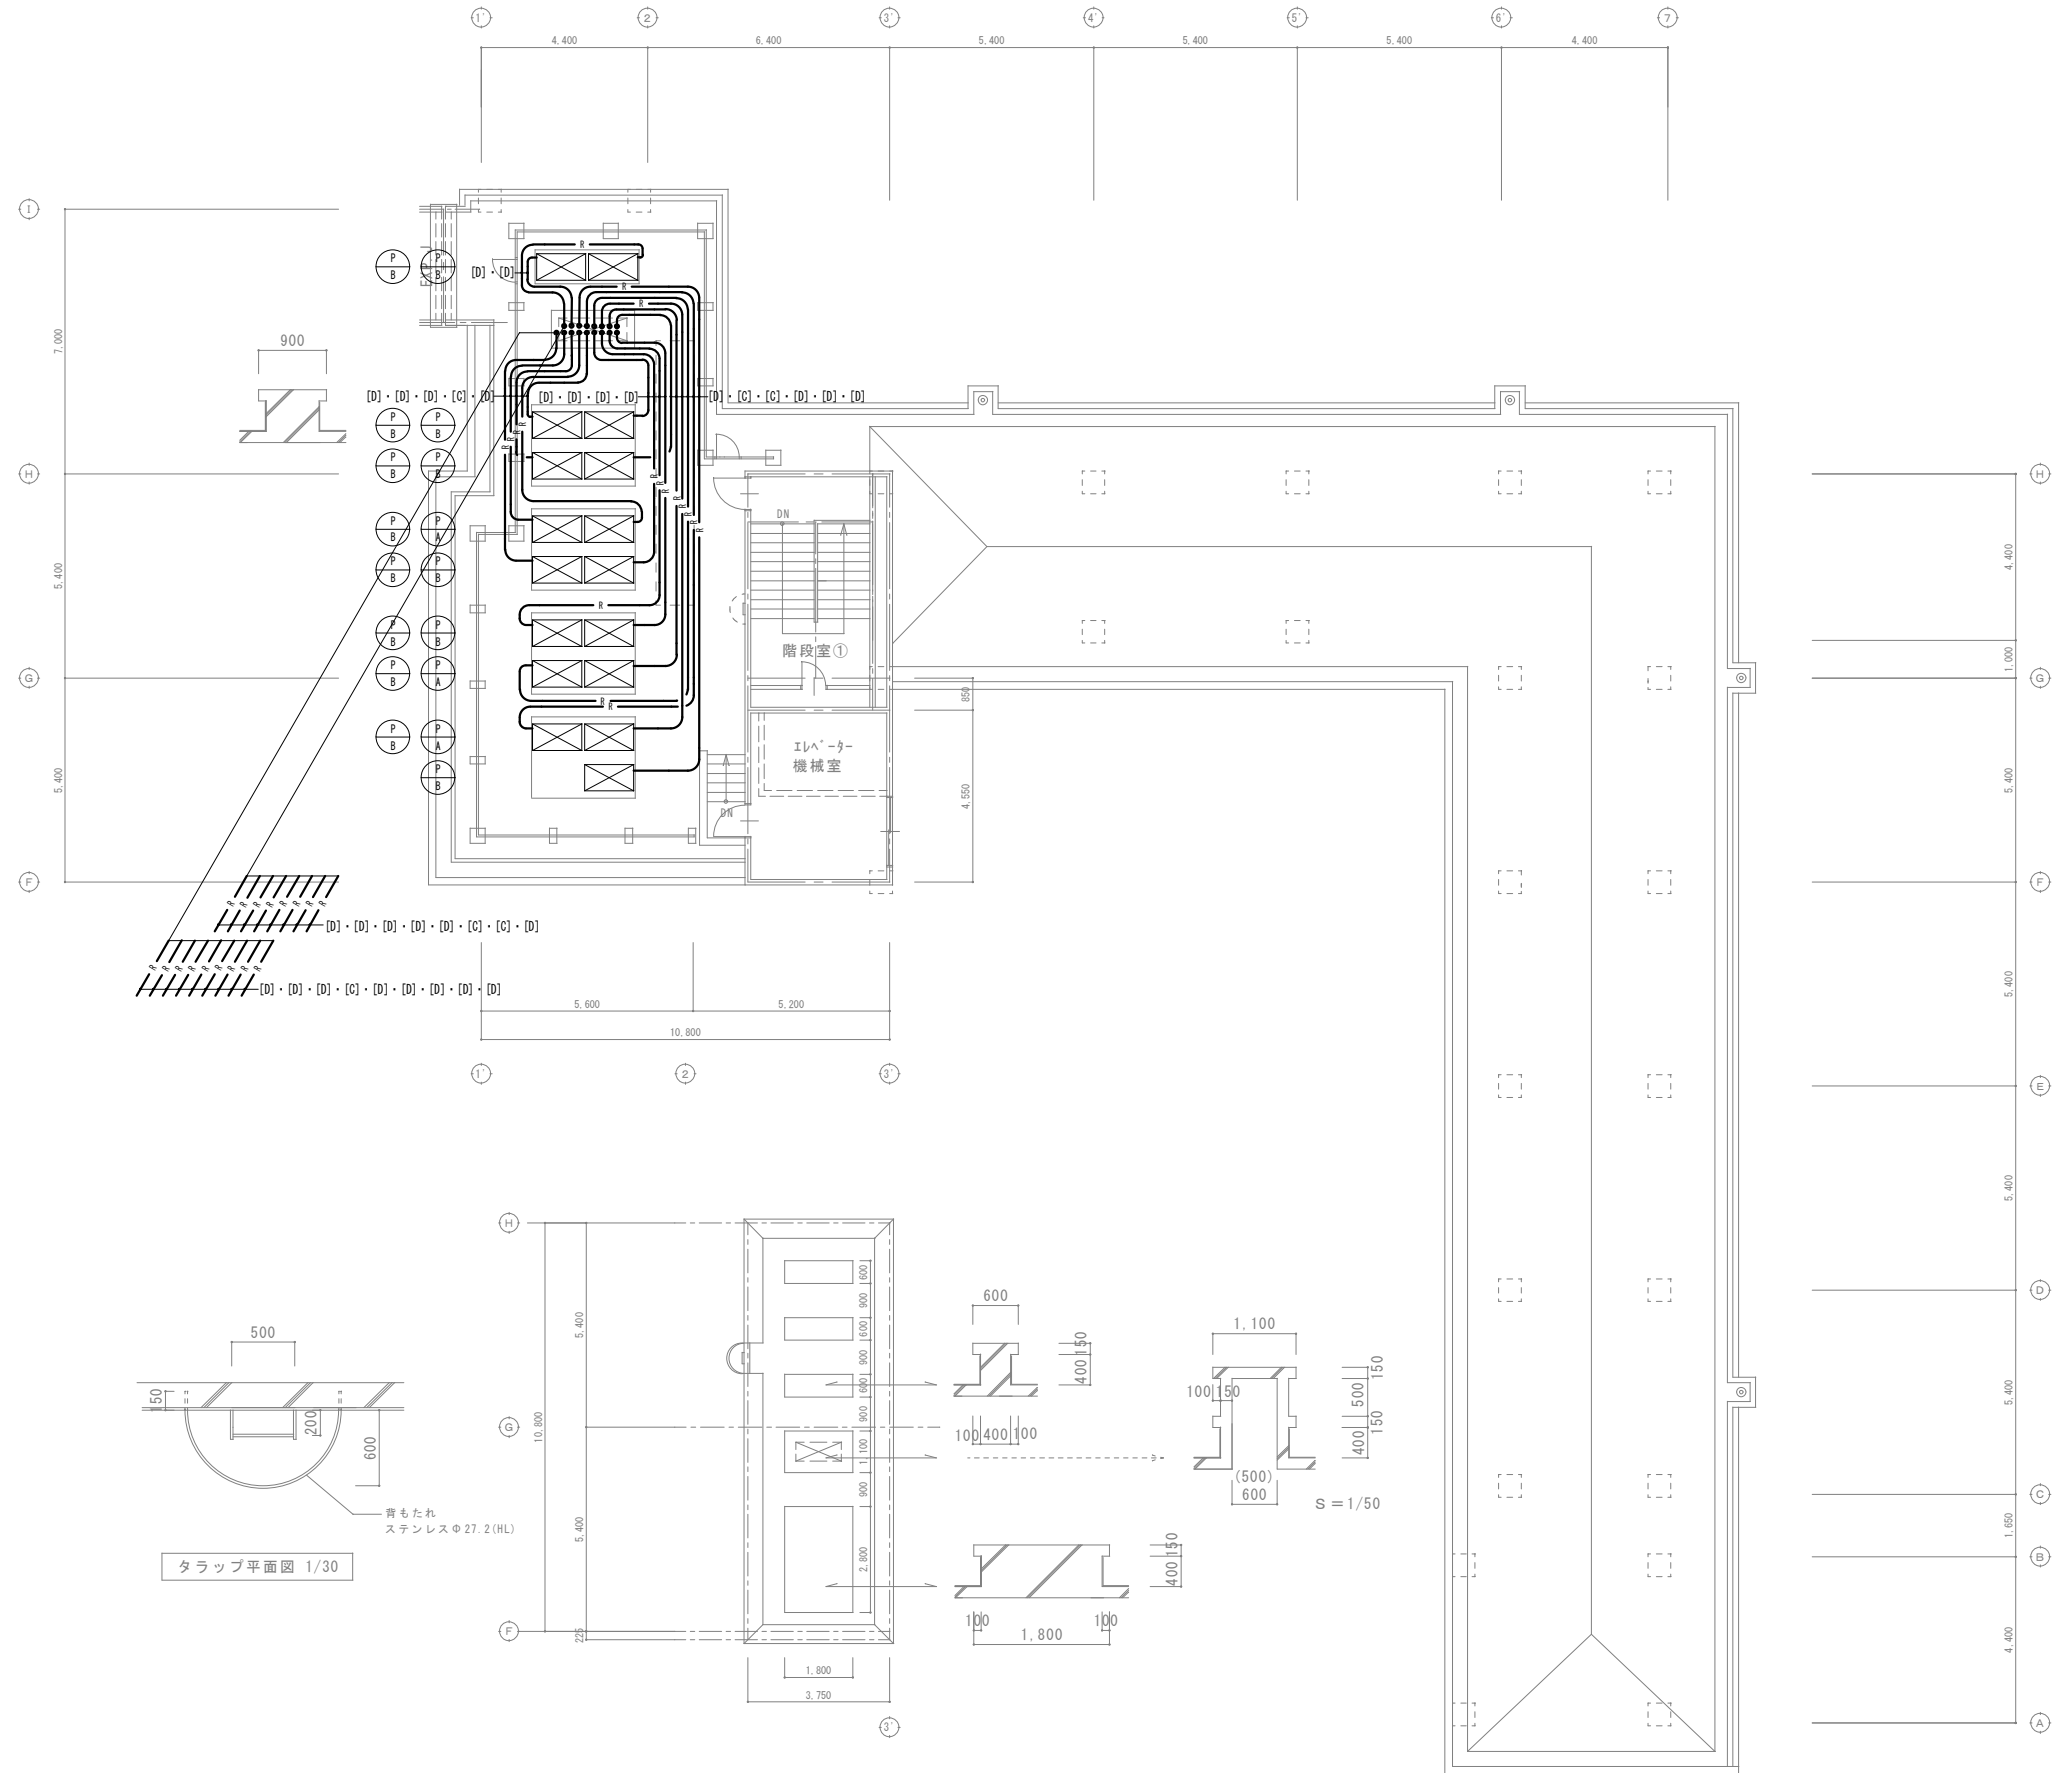 1' 2 3' 4' 5' 6' 7
4,400 6,400 5,400 5,400 5,400 4,400
I
7,000
H
5,400
G
5,400
F
900
EXP.J
P B P B
[D]・[D]
R
R
R
[D]・[D]・[D]・[C]・[D]
[D]・[D]・[D]・[D]
[D]・[C]・[C]・[D]・[D]・[D]
P B P B
P B P B
P B P A
P B P B
P B P B
P B P A
P B P A
P B
R R R R
R R R R R R R R
R
R
R
DN
階段室①
エレベーター
機械室
DN
850
4,550
R R R R R R R R
[D]・[D]・[D]・[D]・[D]・[C]・[C]・[D]
R R R R R R R R R
[D]・[D]・[D]・[C]・[D]・[D]・[D]・[D]・[D]
5,600 5,200
10,800
1' 2 3'
H
4,400
1,000
G
5,400
F
5,400
E
5,400
D
5,400
C
1,650
B
4,400
A
500
150
200
600
背もたれ
ステンレスΦ27.2(HL)
タラップ平面図 1/30
H
G
F
10,800
5,400
5,400
225
600
900
600
900
600
900
1,100
900
2,800
1,800
3,750
3'
600
150
400
100 400 100
1,100
100 150
150
500
150
400
(500)
600
S=1/50
150
400
100 100
1,800